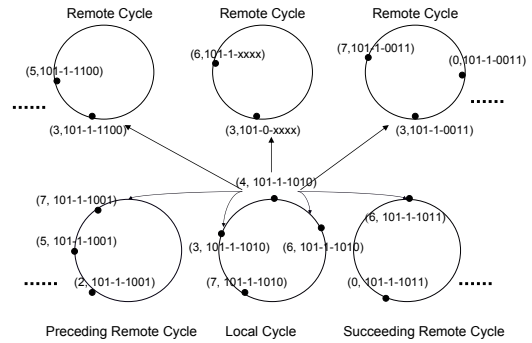 Remote Cycle
Remote Cycle
Remote Cycle
(5,101-1-1100)
(6,101-1-xxxx)
(7,101-1-0011)
(0,101-1-0011)
......
......
(3,101-1-1100)
(3,101-0-xxxx)
(3,101-1-0011)
(4, 101-1-1010)
(7, 101-1-1001)
(6, 101-1-1011)
(5, 101-1-1001)
(3, 101-1-1010)
(6, 101-1-1010)
......
(2, 101-1-1001)
(7, 101-1-1010)
(0, 101-1-1011)
......
Preceding Remote Cycle
Local Cycle
Succeeding Remote Cycle